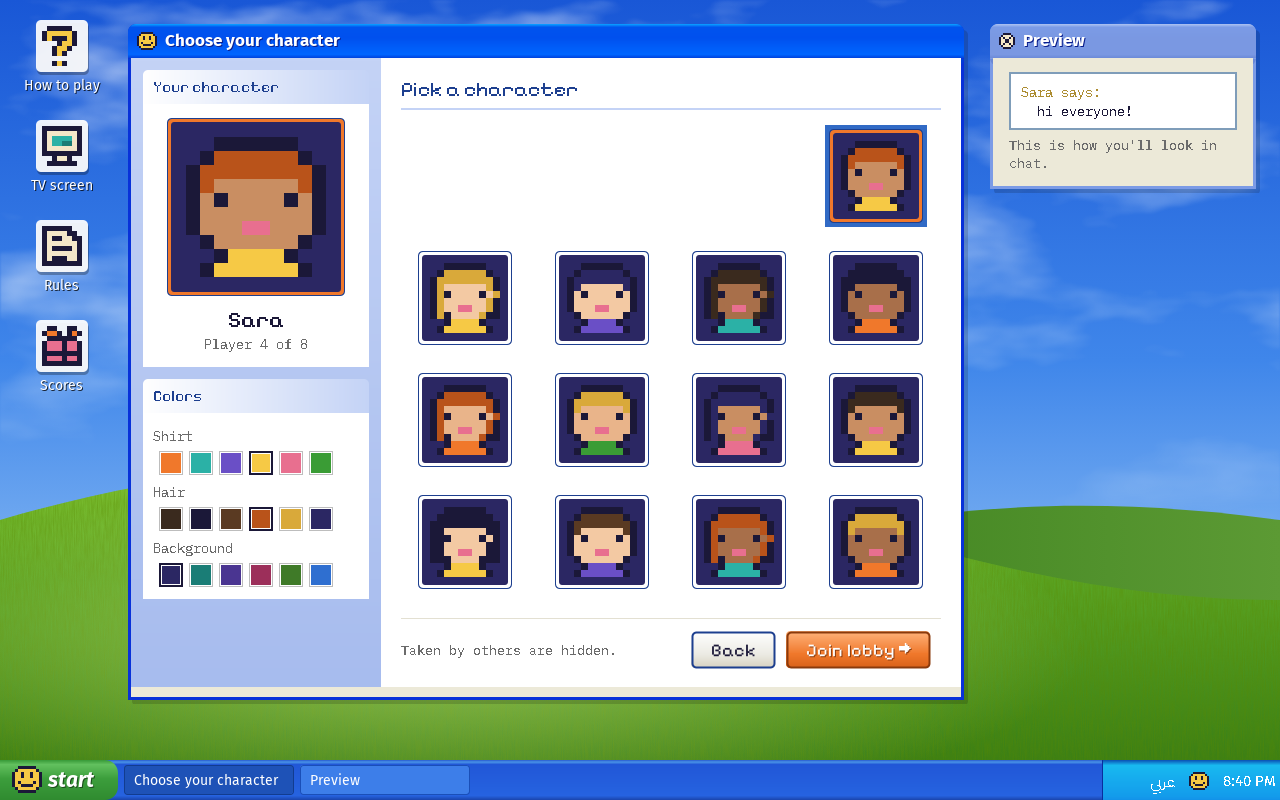 How to play
TV screen
Rules
Scores
Choose your character
Your character
Sara
Player 4 of 8
Colors
Shirt
Hair
Background
Pick a character
Taken by others are hidden.
Back
Join lobby
Preview
Sara says:
hi everyone!
This is how you'll look in
chat.
start
Choose your character
Preview
عربي
8:40 PM